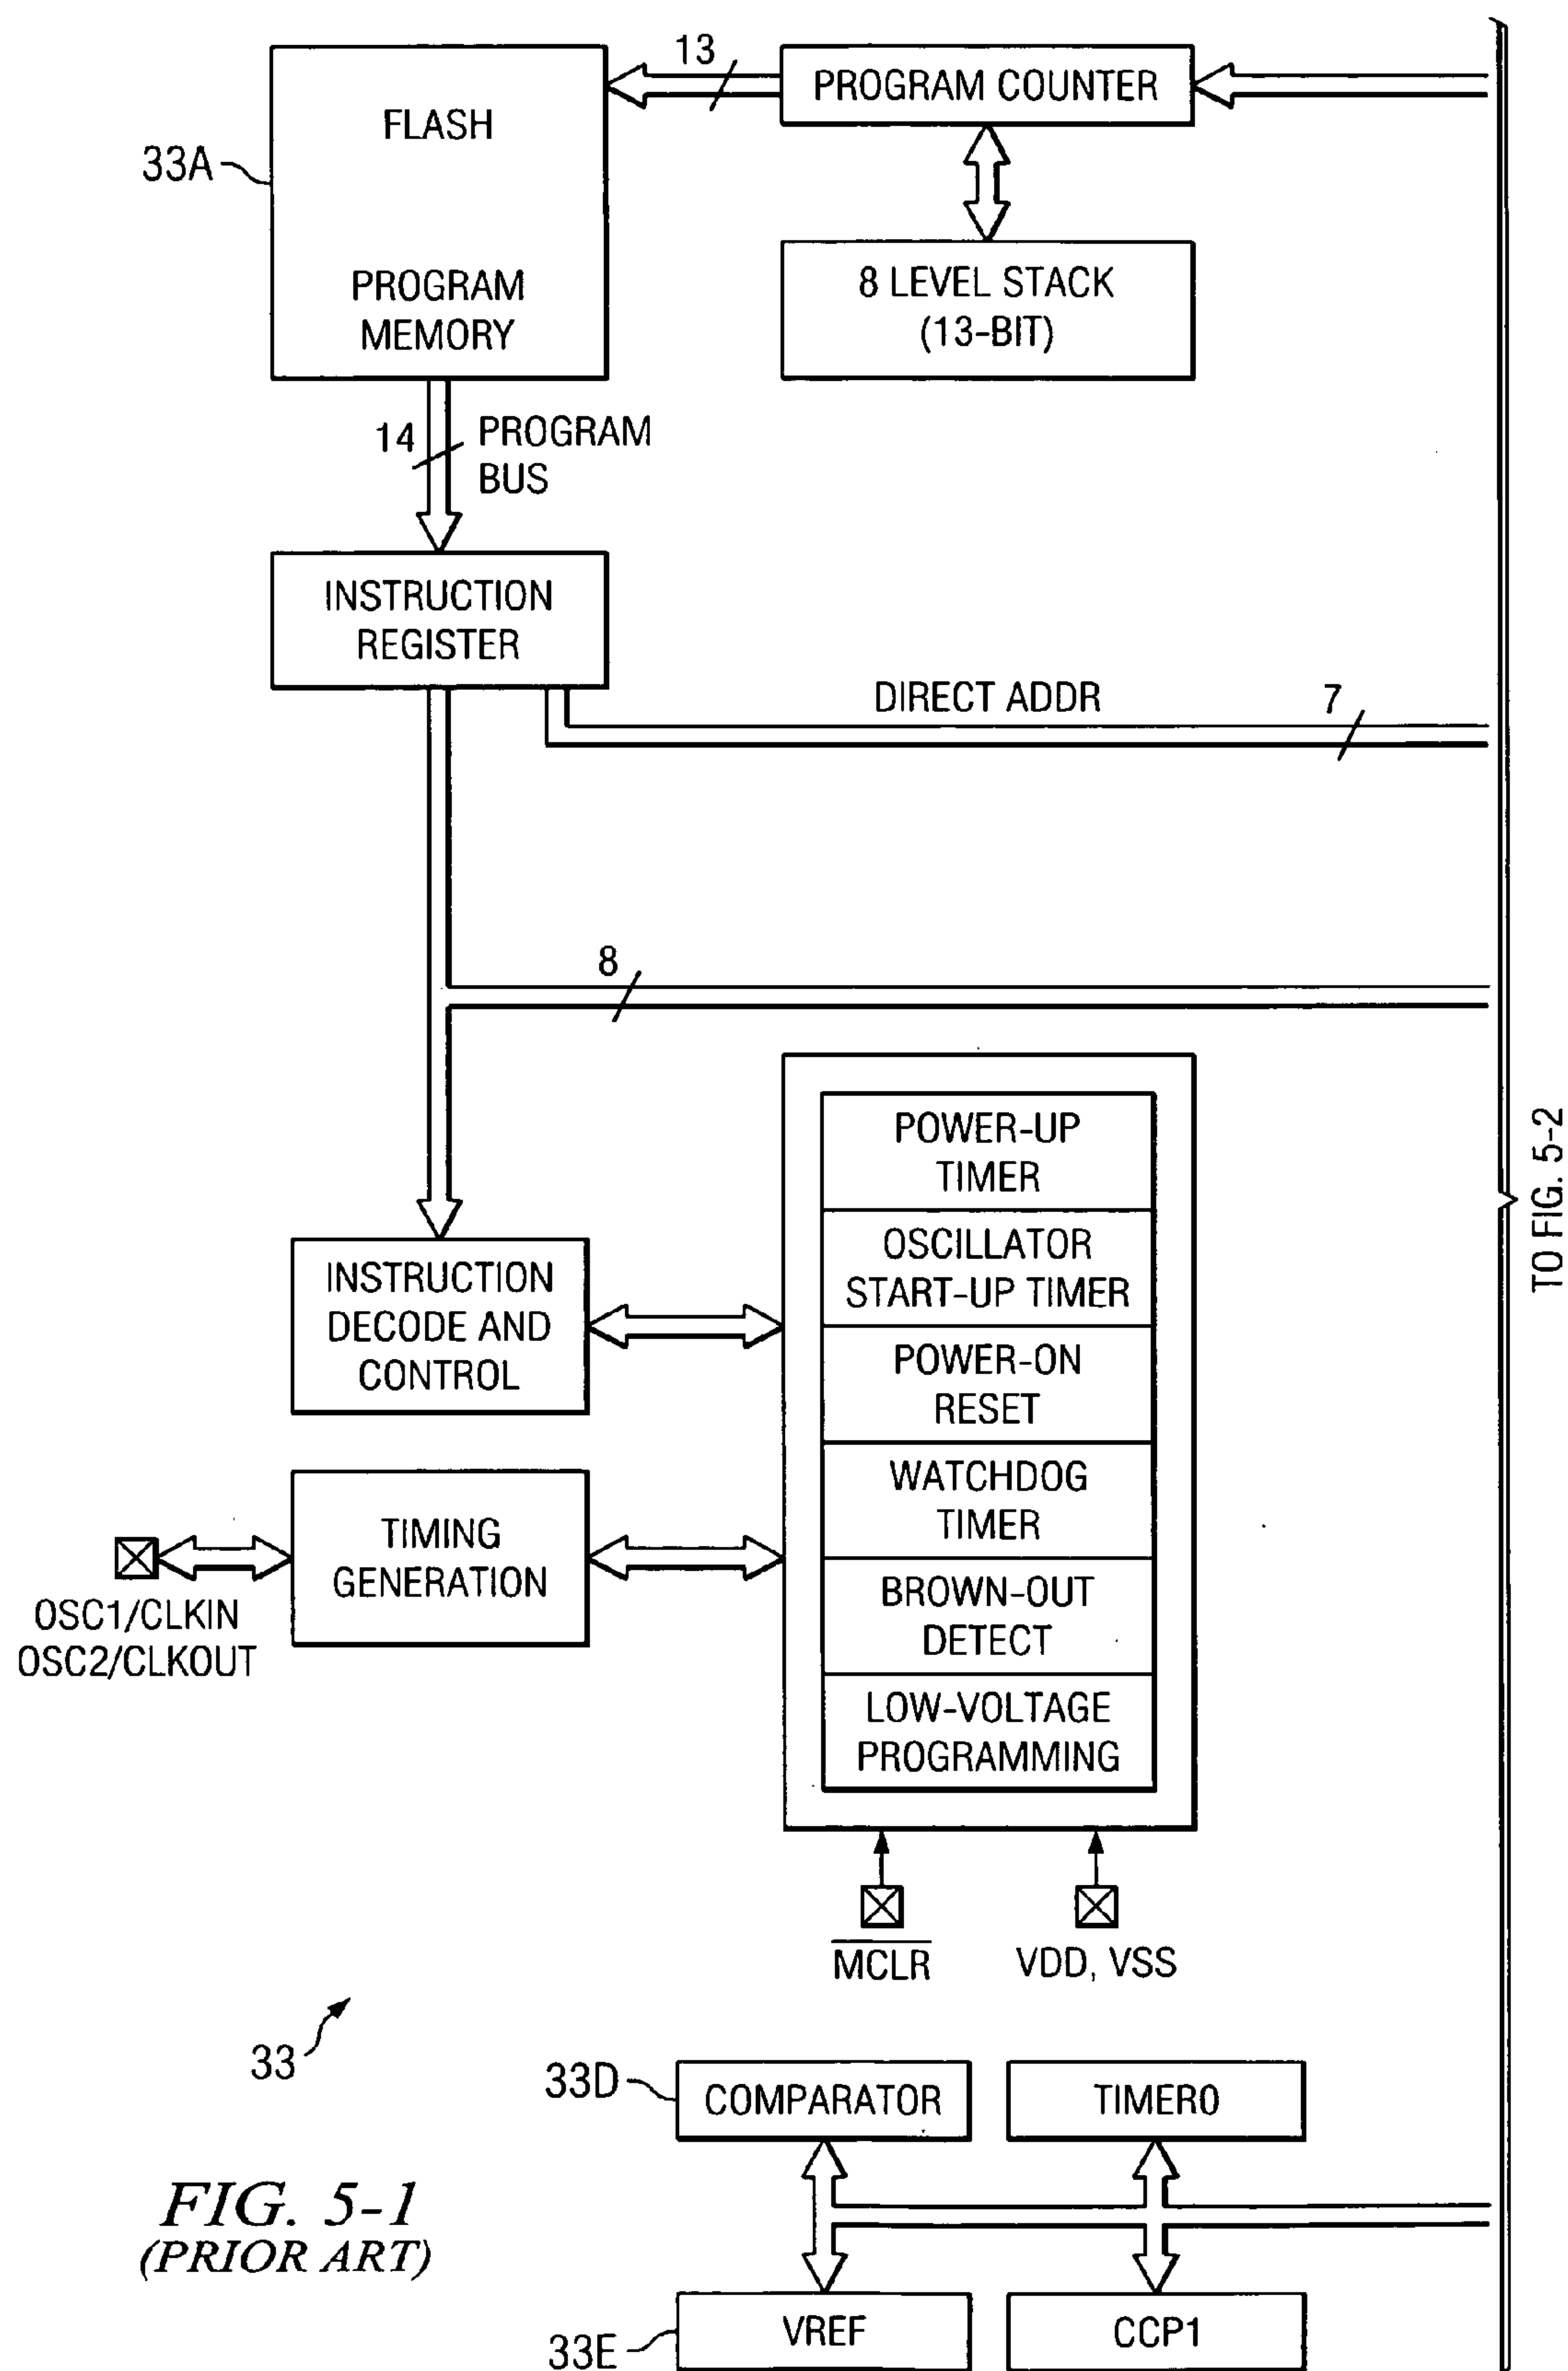 13
PROGRAM COUNTER
FLASH
33A
PROGRAM
MEMORY
8 LEVEL STACK
(13-BIT)
14
PROGRAM
BUS
INSTRUCTION
REGISTER
DIRECT ADDR
7
8
POWER-UP
TIMER
OSCILLATOR
START-UP TIMER
POWER-ON
RESET
WATCHDOG
TIMER
BROWN-OUT
DETECT
LOW-VOLTAGE
PROGRAMMING
TO FIG. 5-2
INSTRUCTION
DECODE AND
CONTROL
TIMING
GENERATION
OSC1/CLKIN
OSC2/CLKOUT
MCLR
VDD, VSS
33
33D
COMPARATOR
TIMER0
FIG. 5-1
(PRIOR ART)
33E
VREF
CCP1